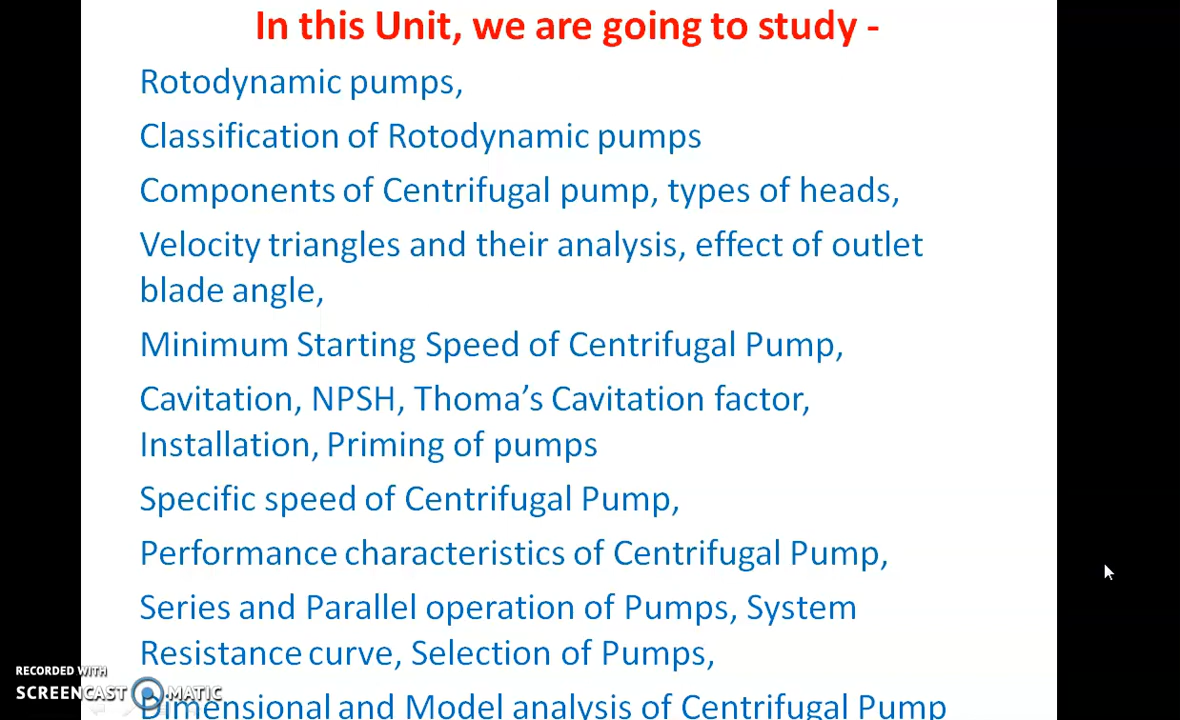 In this Unit, we are going to study -
Rotodynamic pumps,
Classification of Rotodynamic pumps
Components of Centrifugal pump, types of heads,
Velocity triangles and their analysis, effect of outlet
blade angle,
Minimum Starting Speed of Centrifugal Pump,
Cavitation, NPSH, Thoma’s Cavitation factor,
Installation, Priming of pumps
Specific speed of Centrifugal Pump,
Performance characteristics of Centrifugal Pump,
Series and Parallel operation of Pumps, System
Resistance curve, Selection of Pumps,
Dimensional and Model analysis of Centrifugal Pump
RECORDED WITH
SCREENCAST MATIC